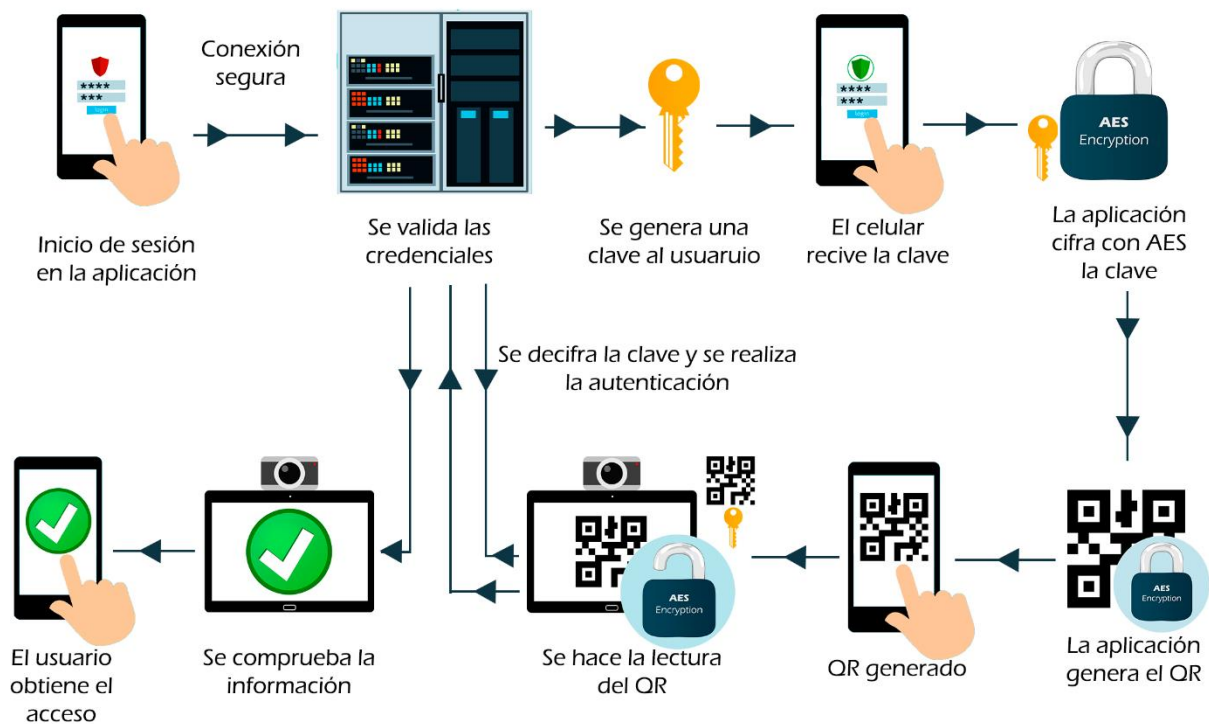 Conexión
segura
****
***
login
Inicio de sesión
en la aplicación
Se valida las
credenciales
Se genera una
clave al usuaruio
****
***
login
El celular
recive la clave
AES
Encryption
La aplicación
cifra con AES
la clave
Se decifra la clave y se realiza
la autenticación
El usuario
obtiene el
acceso
Se comprueba la
información
AES
Encryption
Se hace la lectura
del QR
QR generado
AES
Encryption
La aplicación
genera el QR